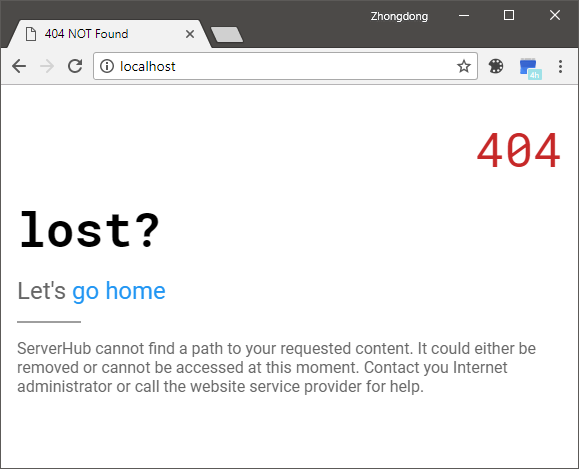 Zhongdong
404 NOT Found
localhost
4h
404
lost?
Let's go home
ServerHub cannot find a path to your requested content. It could either be
removed or cannot be accessed at this moment. Contact you Internet
administrator or call the website service provider for help.